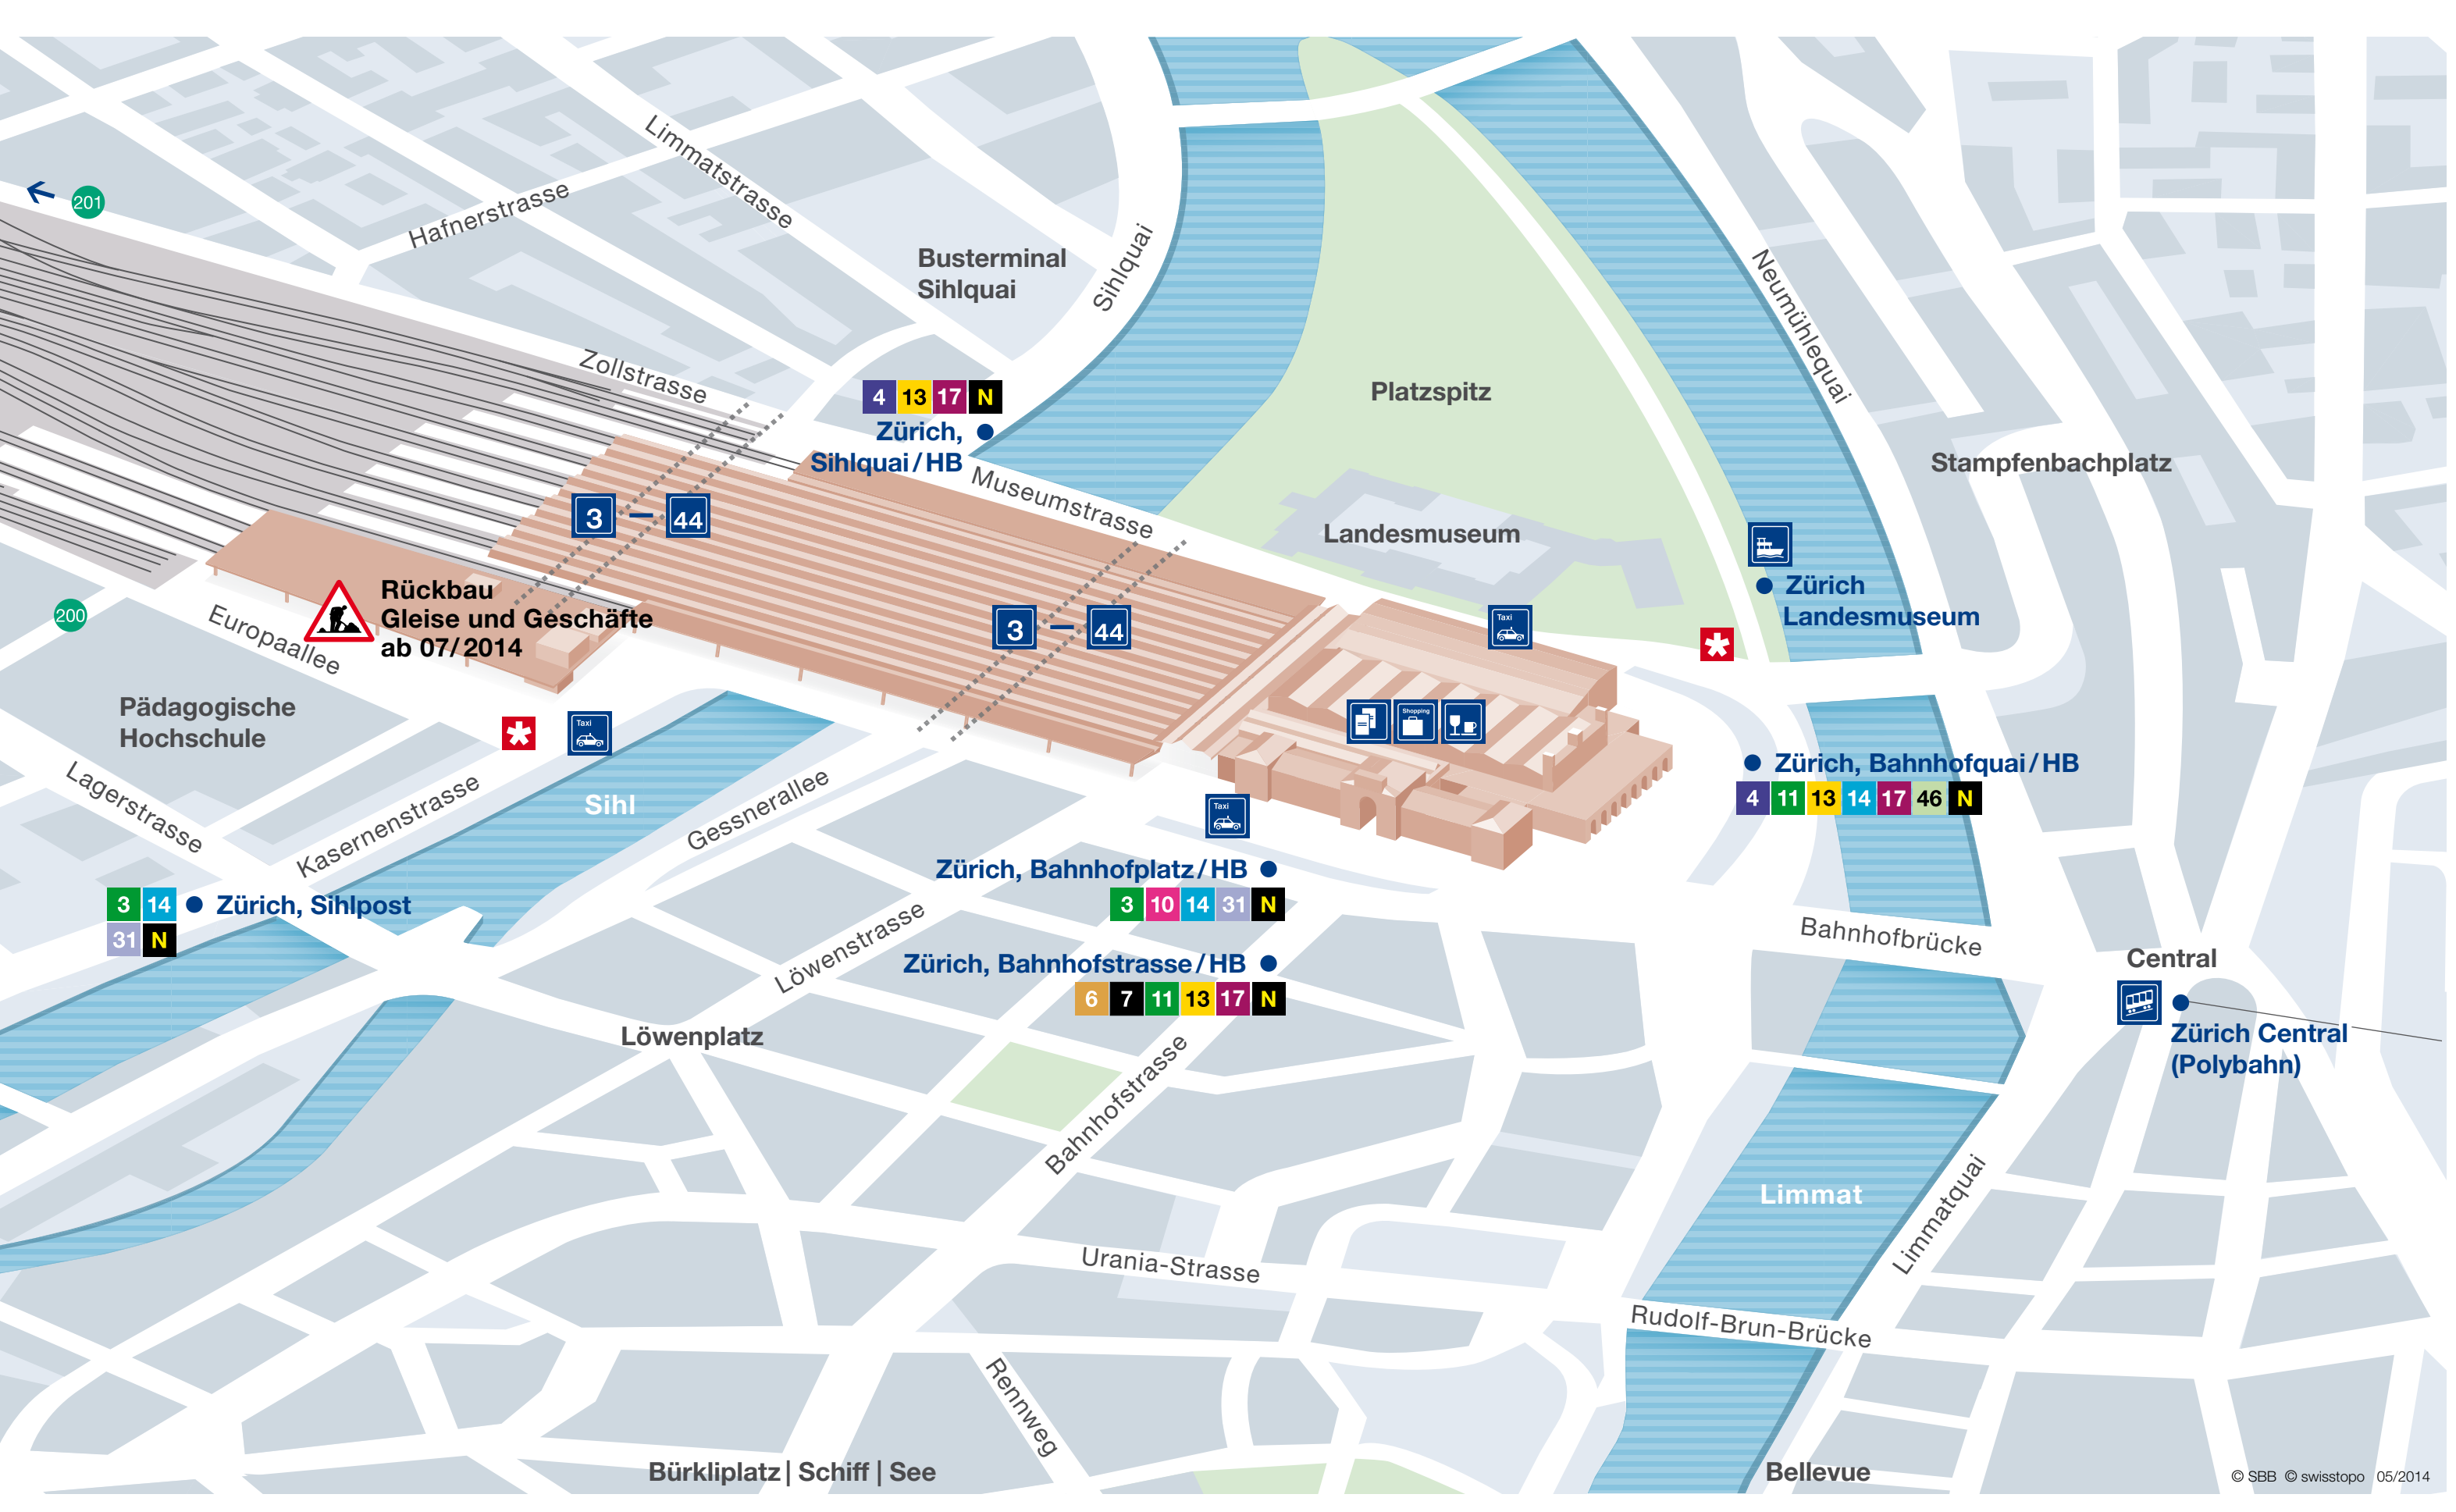 201
Limmatstrasse
Hafnerstrasse
Busterminal
Sihlquai
Sihlquai
Neumühlequai
Zollstrasse
4 13 17 N
Zürich,
Sihlquai / HB
Platzspitz
Museumstrasse
Stampfenbachplatz
3 – 44
Landesmuseum
Zürich
Landesmuseum
200
Europaallee
Rückbau
Gleise und Geschäfte
ab 07/2014
3 – 44
Taxi
*
Pädagogische
Hochschule
*
Taxi
Shopping
Lagerstrasse
Kasernenstrasse
Sihl
Gessnerallee
Taxi
Zürich, Bahnhofquai / HB
4 11 13 14 17 46 N
Zürich, Bahnhofplatz / HB
3 10 14 31 N
3 14
Zürich, Sihlpost
31 N
Löwenstrasse
Bahnhofbrücke
Central
Zürich, Bahnhofstrasse / HB
6 7 11 13 17 N
Löwenplatz
Zürich Central
(Polybahn)
Bahnhofstrasse
Limmat
Limmatquai
Urania-Strasse
Rudolf-Brun-Brücke
Rennweg
Bürkliplatz | Schiff | See
Bellevue
© SBB © swisstopo 05/2014